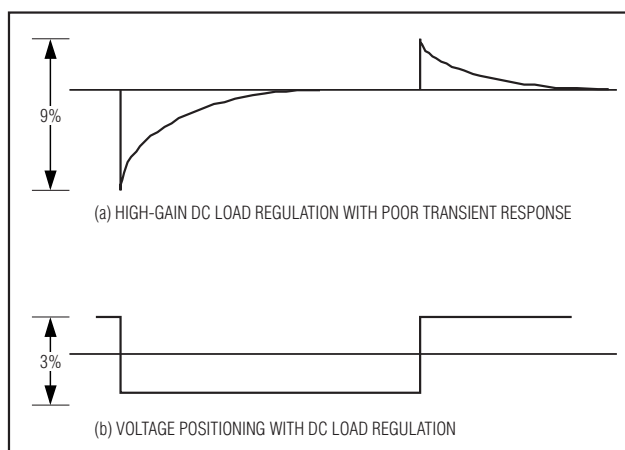 9%
(a) HIGH-GAIN DC LOAD REGULATION WITH POOR TRANSIENT RESPONSE
3%
(b) VOLTAGE POSITIONING WITH DC LOAD REGULATION